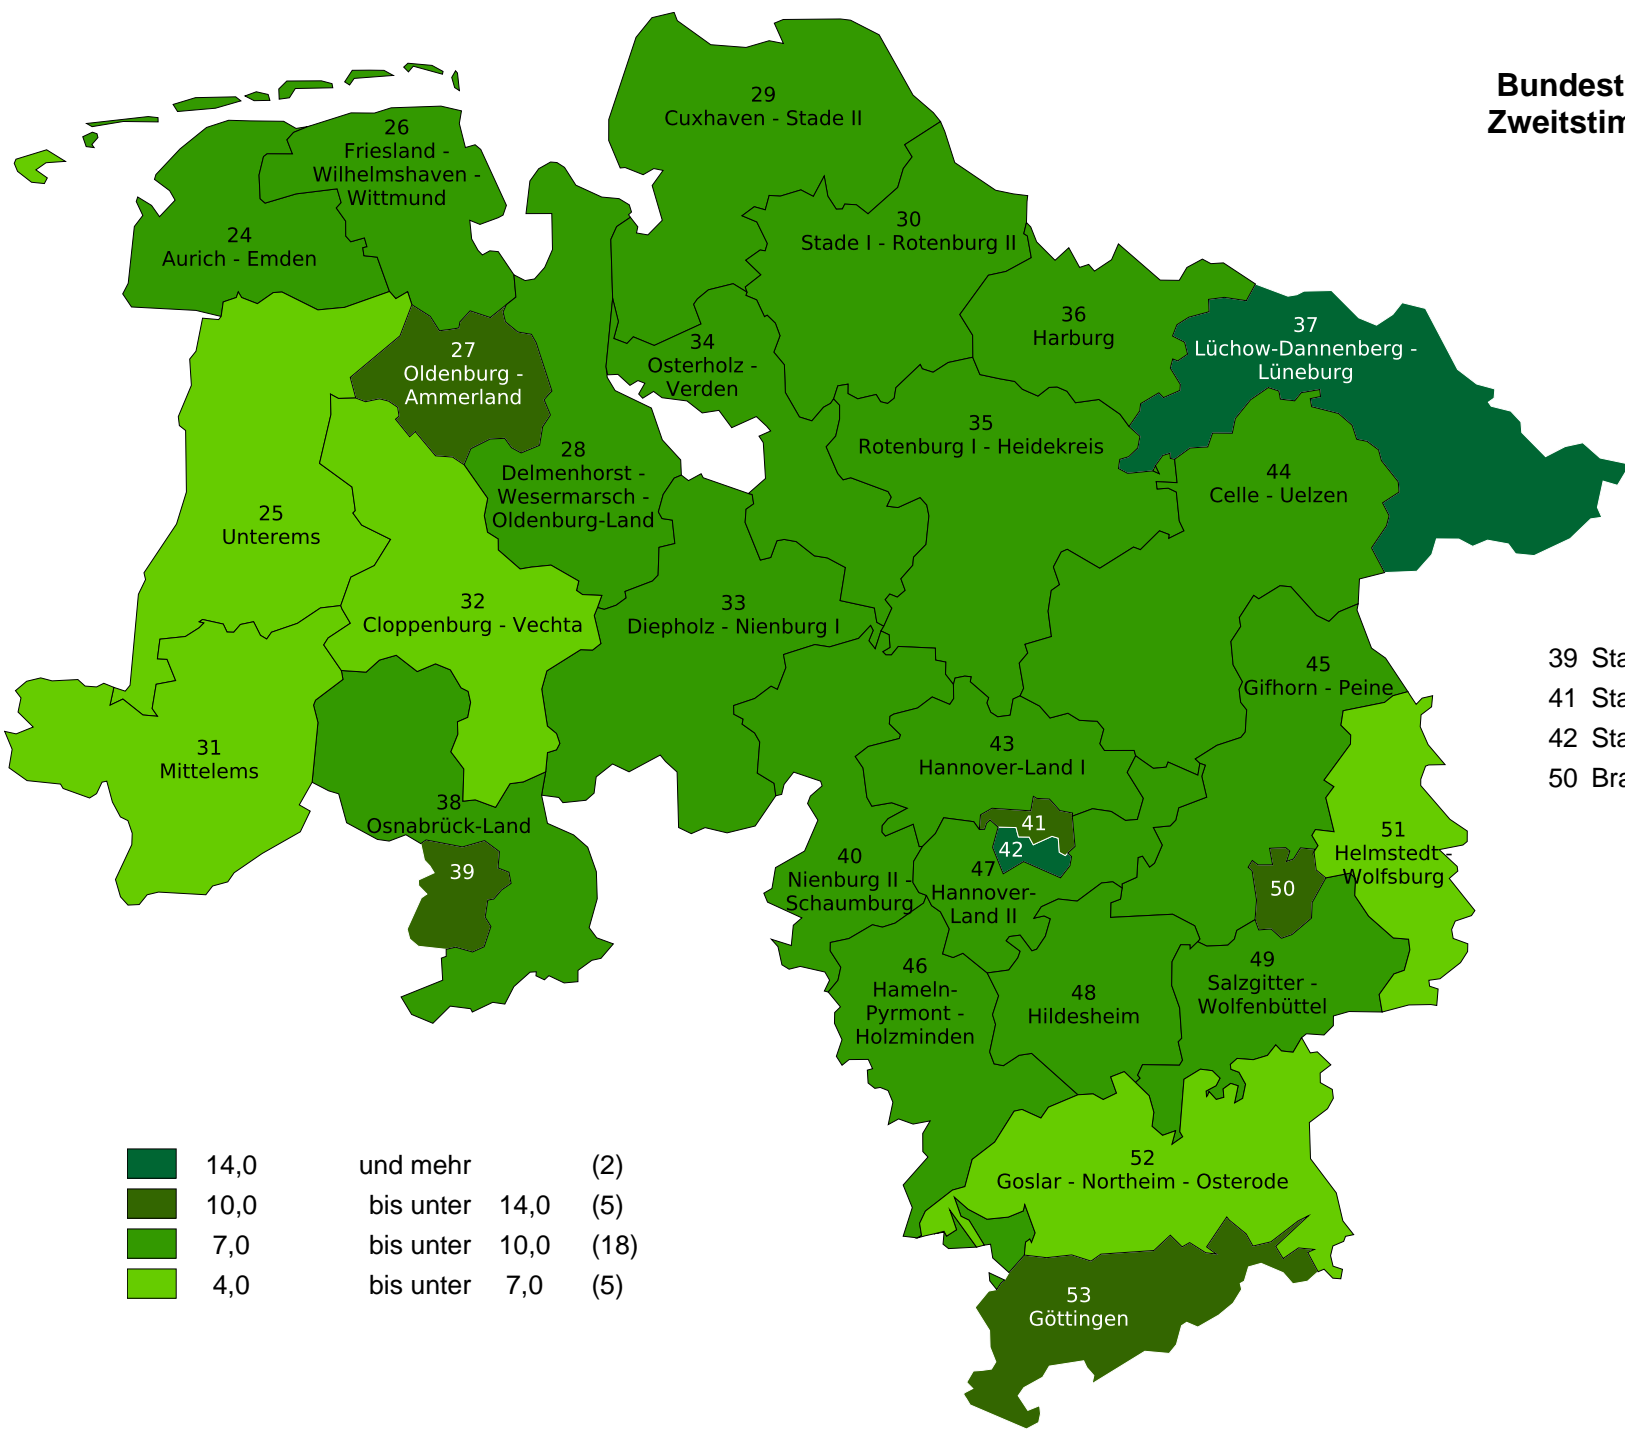 Bundest
Zweitstim
29
Cuxhaven - Stade II
26
Friesland -
Wilhelmshaven -
Wittmund
24
Aurich - Emden
30
Stade I - Rotenburg II
36
Harburg
37
Lüchow-Dannenberg -
Lüneburg
27
Oldenburg -
Ammerland
34
Osterholz -
Verden
35
Rotenburg I - Heidekreis
28
Delmenhorst -
Wesermarsch -
Oldenburg-Land
44
Celle - Uelzen
25
Unterems
32
Cloppenburg - Vechta
33
Diepholz - Nienburg I
45
Gifhorn - Peine
39 Sta
41 Sta
42 Sta
50 Bra
31
Mittelems
43
Hannover-Land I
38
Osnabrück-Land
41
42
51
Helmstedt -
Wolfsburg
39
40
Nienburg II -
Schaumburg
47
Hannover-
Land II
50
46
Hameln-
Pyrmont -
Holzminden
48
Hildesheim
49
Salzgitter -
Wolfenbüttel
52
Goslar - Northeim - Osterode
53
Göttingen
14,0 und mehr (2)
10,0 bis unter 14,0 (5)
7,0 bis unter 10,0 (18)
4,0 bis unter 7,0 (5)